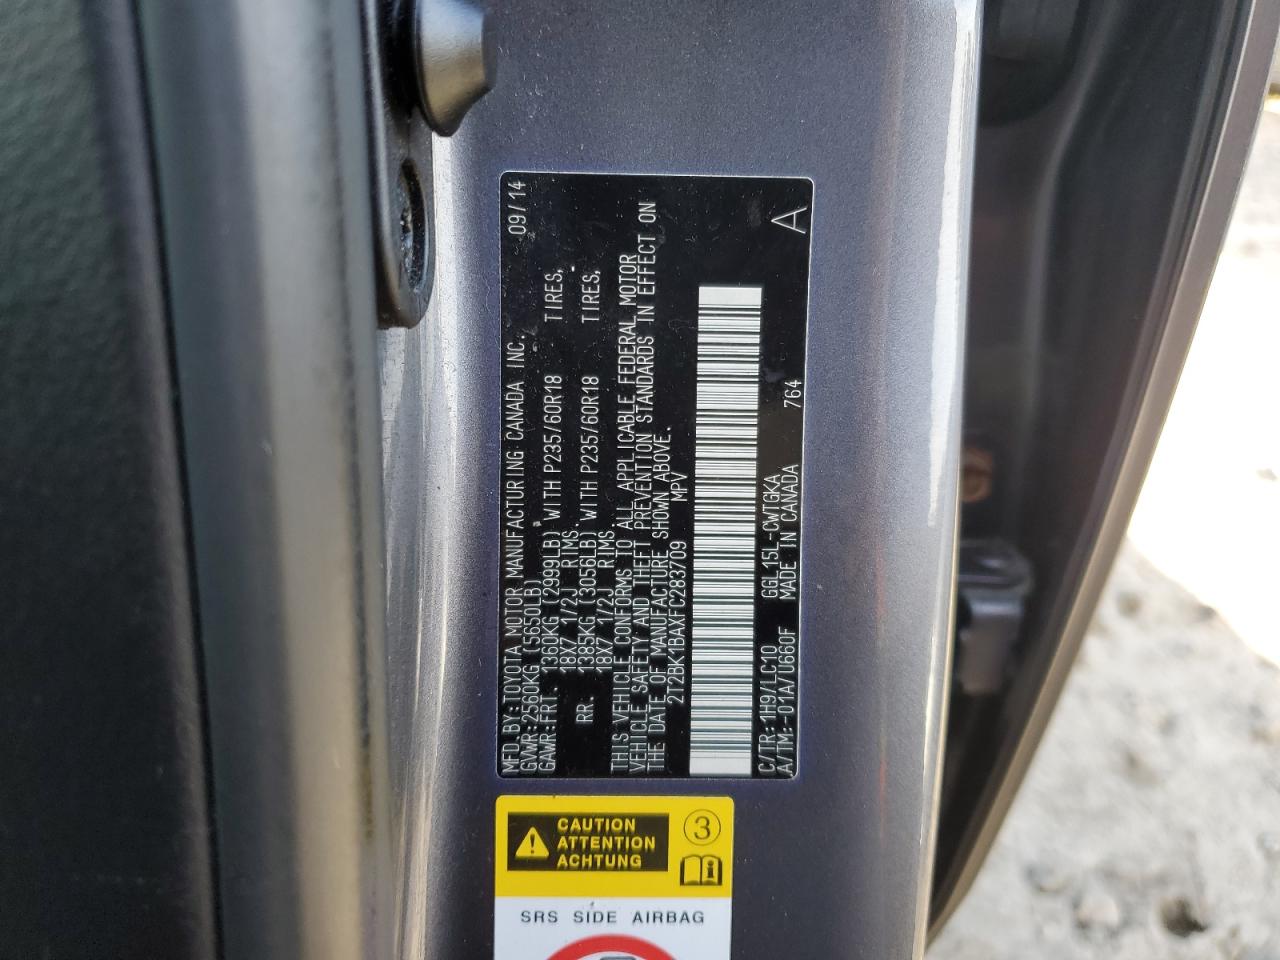 MFD.BY:TOYOTA MOTOR MANUFACTURING CANADA INC. 09/14
GVWR:2560KG (5650LB)
GAWR:FRT. 1360KG (2999LB) WITH P235/60R18 TIRES,
18X7 1/2J RIMS.
RR. 1385KG (3056LB) WITH P235/60R18 TIRES,
18X7 1/2J RIMS.
THIS VEHICLE CONFORMS TO ALL APPLICABLE FEDERAL MOTOR
VEHICLE SAFETY AND THEFT PREVENTION STANDARDS IN EFFECT ON
THE DATE OF MANUFACTURE SHOWN ABOVE.
2T2BK1BAXFC283709 MPV
C/TR:1H9/LC10 GGL15L-CWTGKA 764 A
A/TM:-01A/U660F MADE IN CANADA
CAUTION
ATTENTION
ACHTUNG
3
SRS SIDE AIRBAG